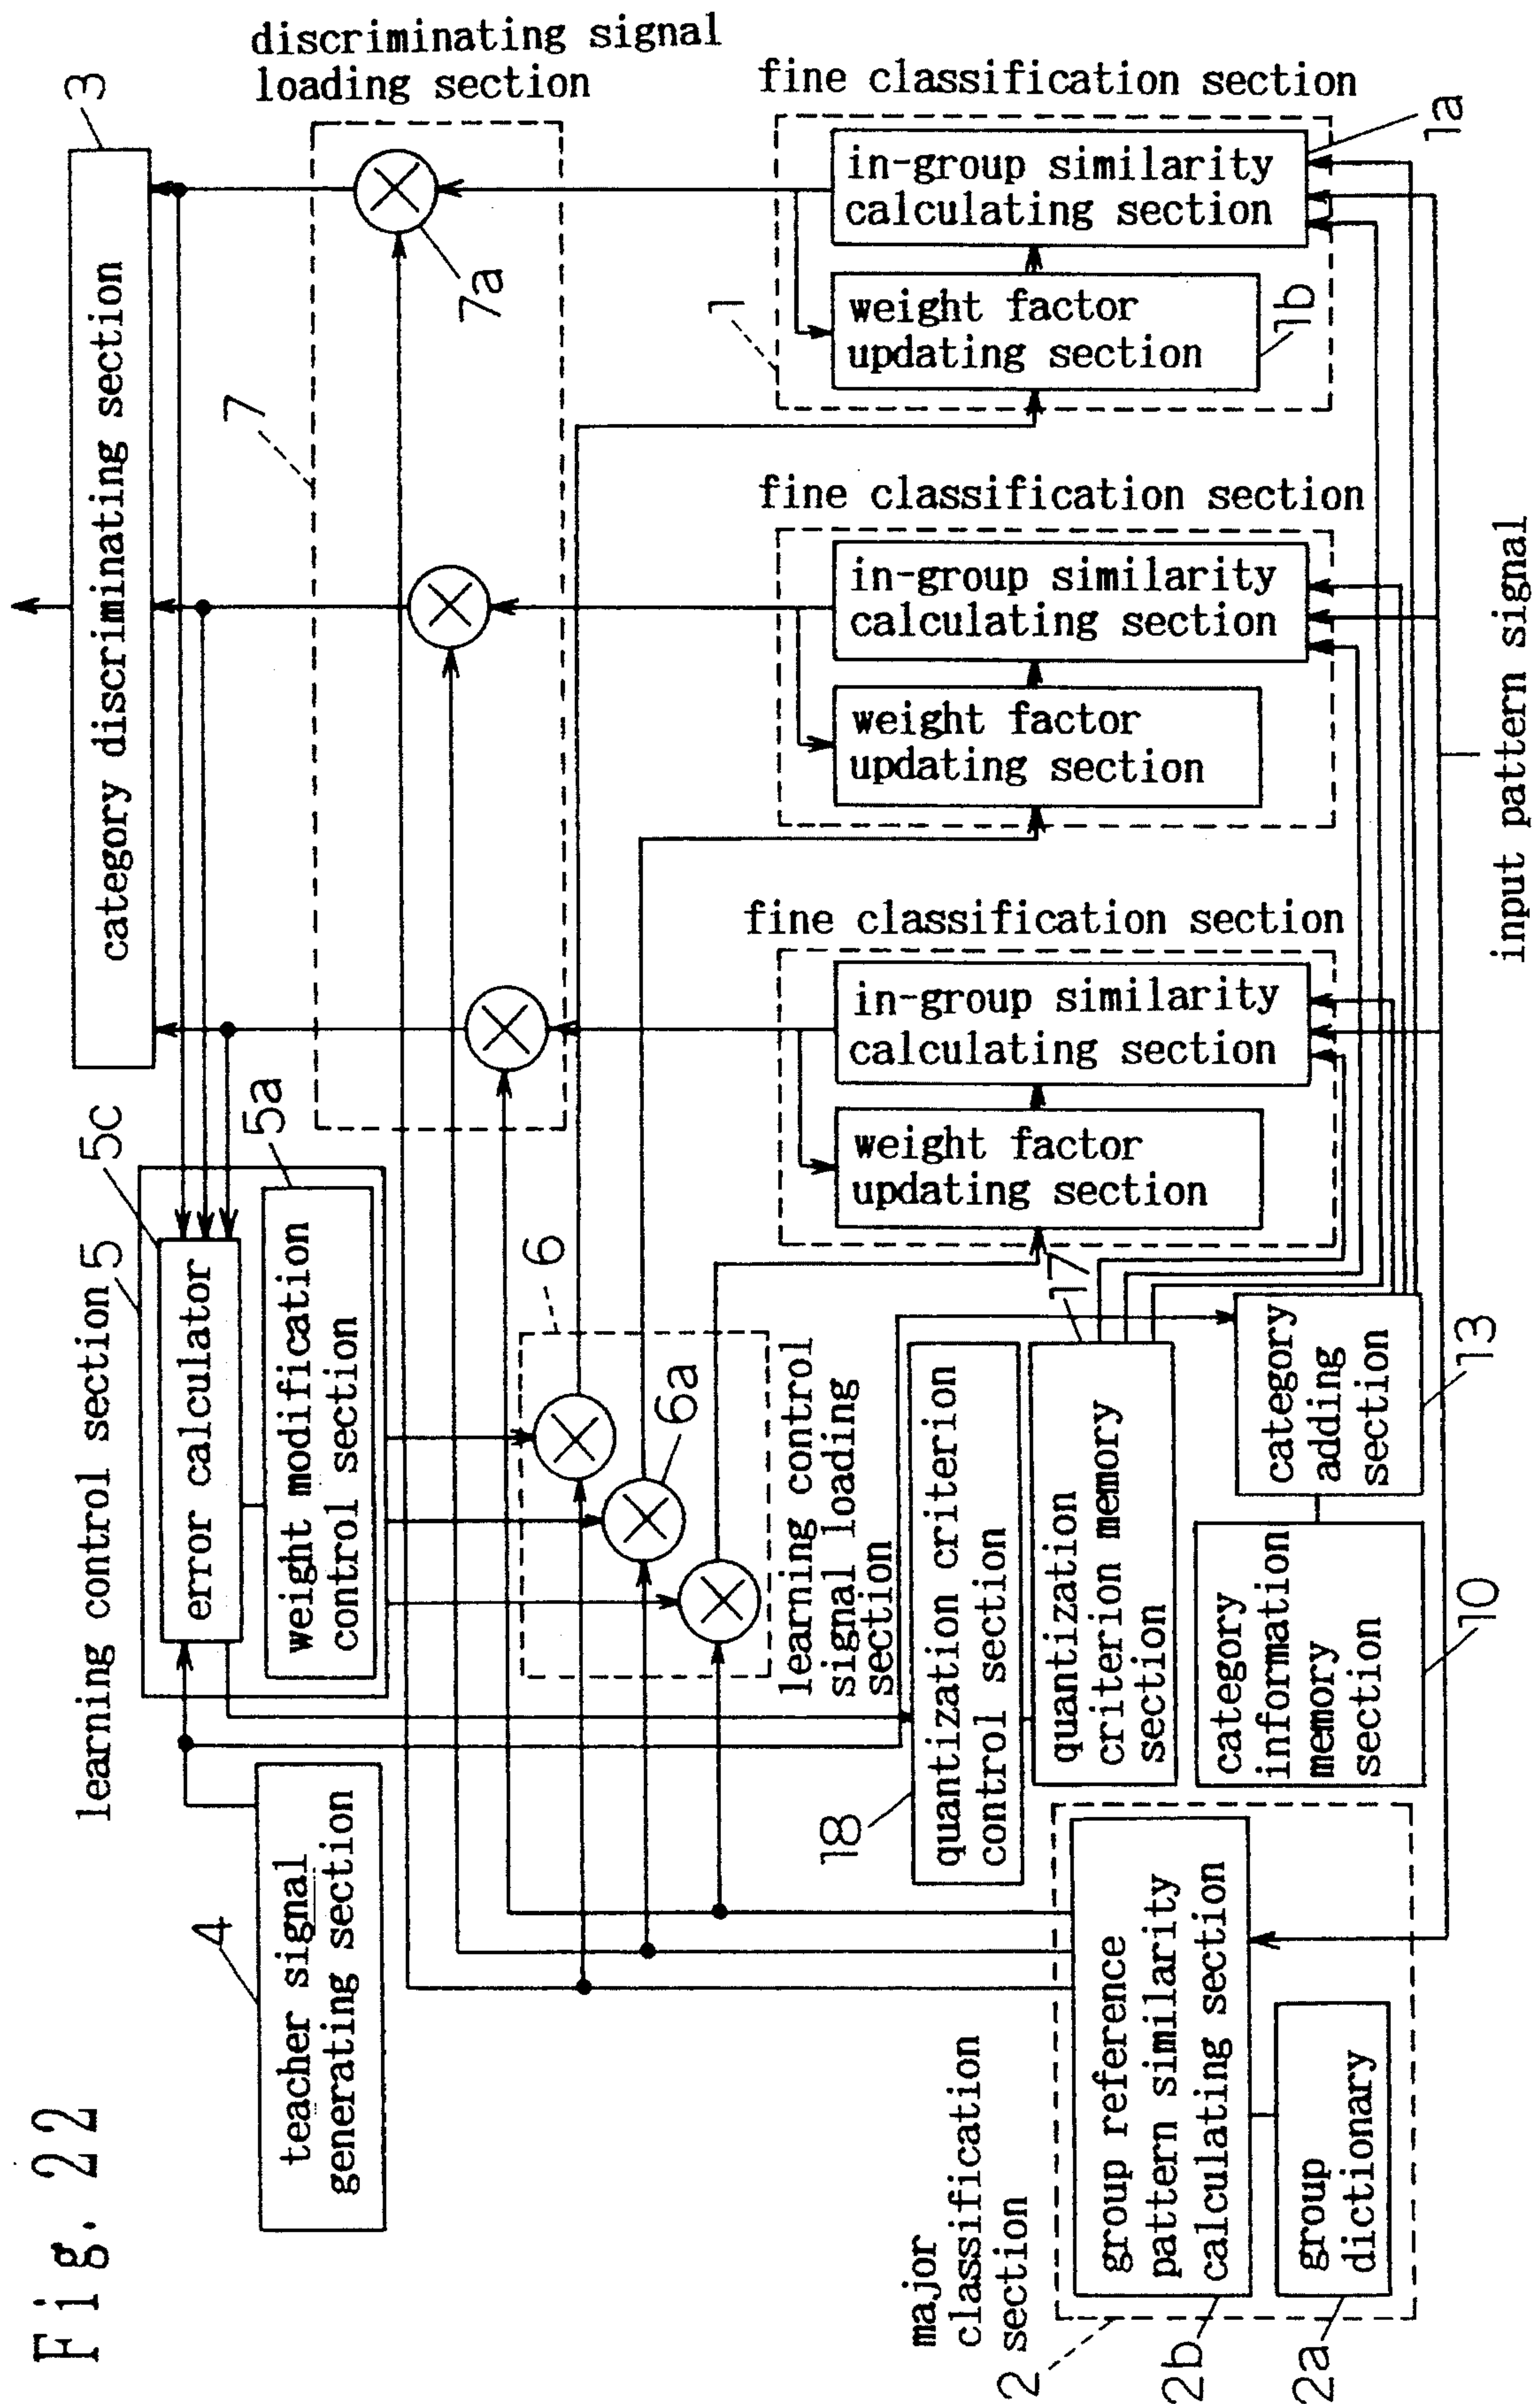 Fig. 22
3
category discriminating section
discriminating signal
loading section
7
7a
learning control section 5
5c
error calculator
5a
weight modification
control section
4
teacher signal
generating section
6
6a
learning control
signal loading
section
fine classification section
in-group similarity
calculating section
weight factor
updating section
fine classification section
in-group similarity
calculating section
weight factor
updating section
fine classification section
1
in-group similarity
calculating section
1a
weight factor
updating section
1b
18
quantization criterion
control section
17
quantization
criterion memory
section
category
adding
section
13
category
information
memory
section
10
major
classification
section
2
group reference
pattern similarity
calculating section
2b
group
dictionary
2a
input pattern signal